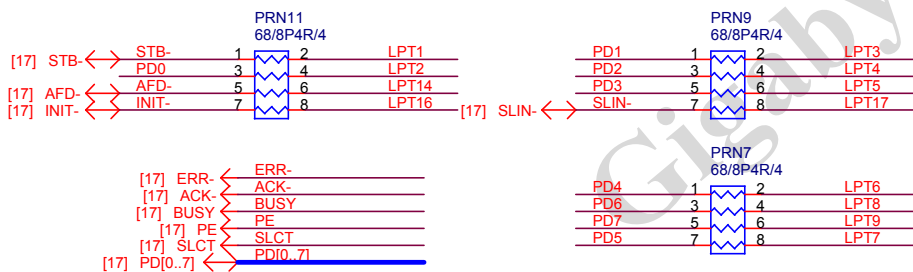 PRN11
68/8P4R/4
[17] STB- STB- 1 2 LPT1
PD0 3 4 LPT2
[17] AFD- AFD- 5 6 LPT14
[17] INIT- INIT- 7 8 LPT16
PRN9
68/8P4R/4
PD1 1 2 LPT3
PD2 3 4 LPT4
PD3 5 6 LPT5
[17] SLIN- SLIN- 7 8 LPT17
[17] ERR- ERR-
[17] ACK- ACK-
[17] BUSY BUSY
[17] PE PE
[17] SLCT SLCT
[17] PD[0..7] PD[0..7]
PRN7
68/8P4R/4
PD4 1 2 LPT6
PD6 3 4 LPT8
PD7 5 6 LPT9
PD5 7 8 LPT7
Gigaby